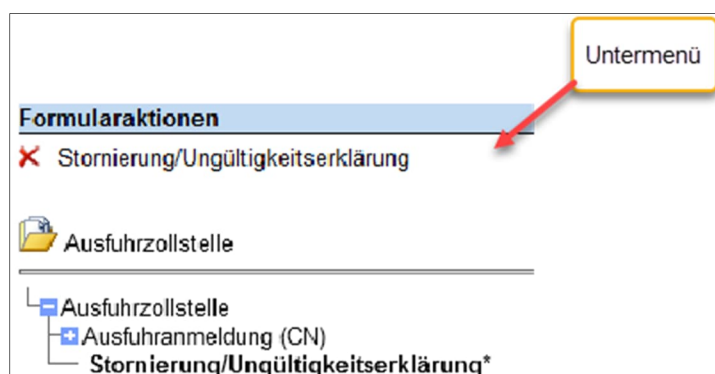 Untermenü
Formularaktionen
Stornierung/Ungültigkeitserklärung
Ausfuhrzollstelle
Ausfuhrzollstelle
Ausfuhranmeldung (CN)
Stornierung/Ungültigkeitserklärung*